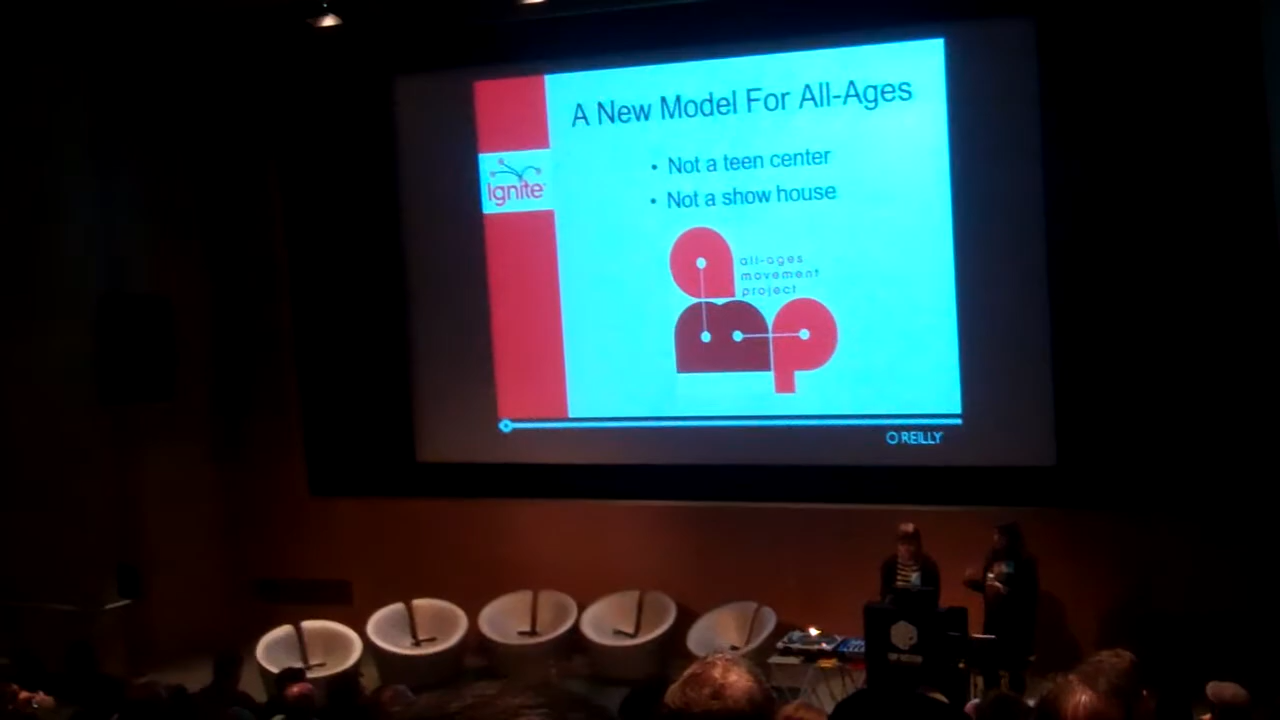 A New Model For All-Ages
• Not a teen center
• Not a show house
Ignite
all-ages
movement
project
amp
O'REILLY